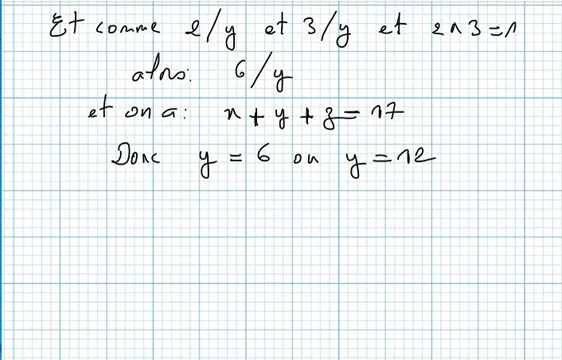 Et comme 2/y et 3/y et 2∧3=1
alors: 6/y
et on a: x+y+z=17
Donc y=6 ou y=12